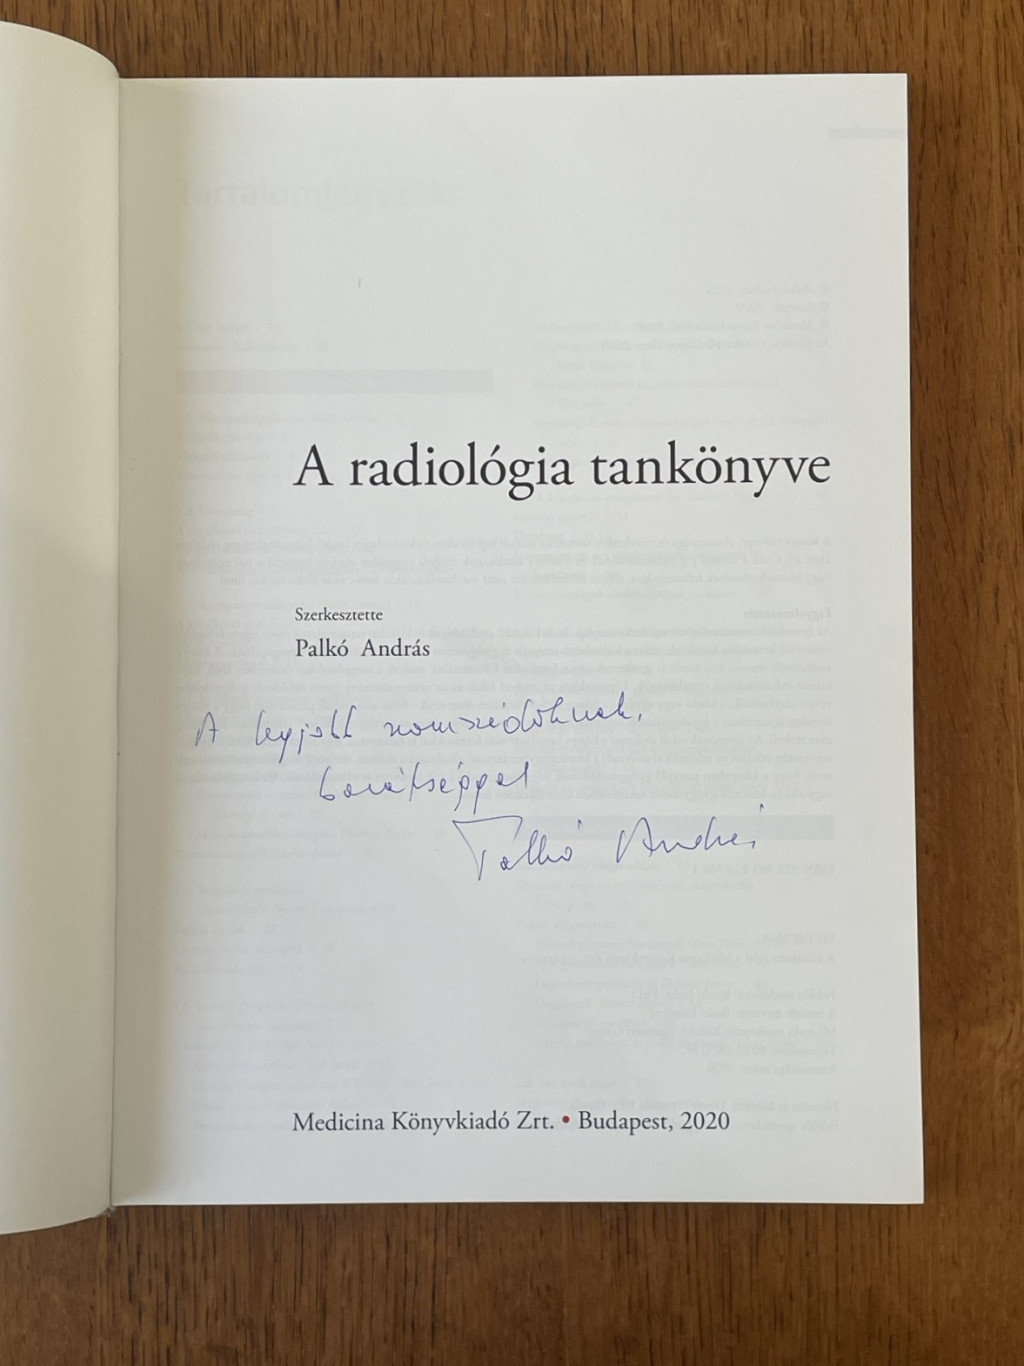 A radiológia tankönyve
Szerkesztette
Palkó András
A legjobb szomszédoknak,
barátsággal
Palkó András
Medicina Könyvkiadó Zrt. • Budapest, 2020